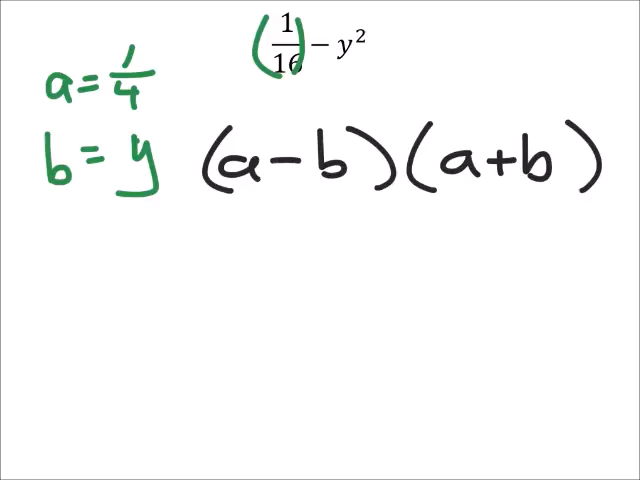 (1/16) − y²
a = 1/4
b = y
(a − b)(a + b)